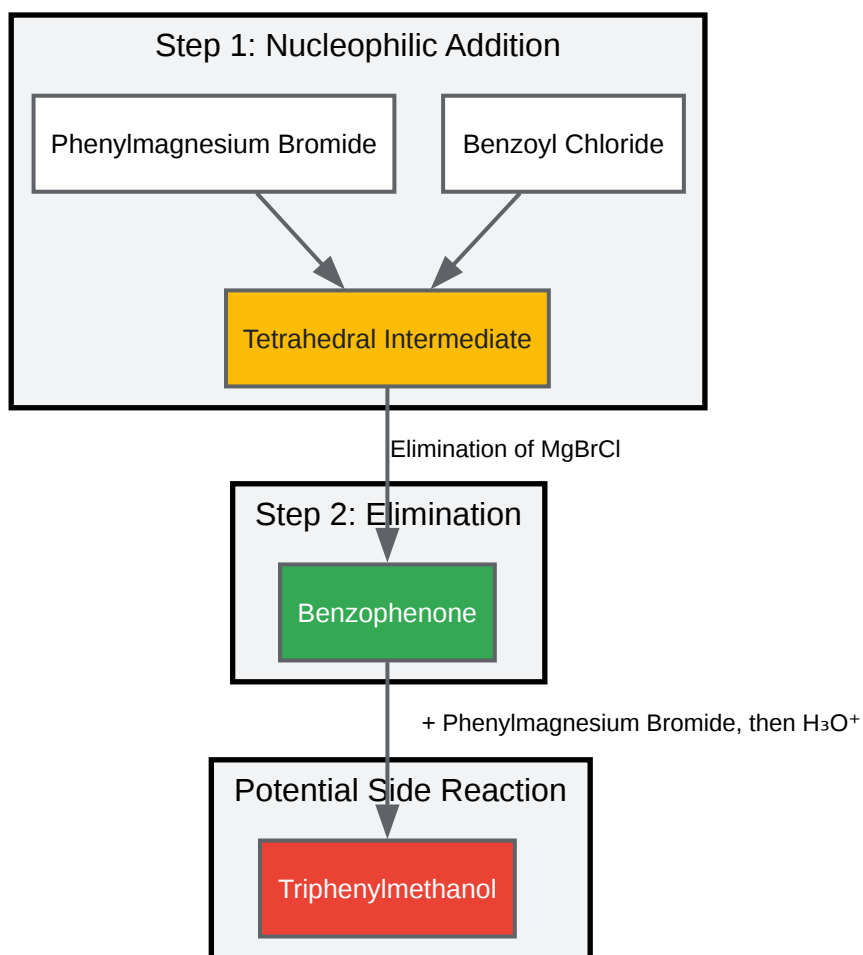 Step 1: Nucleophilic Addition
Phenylmagnesium Bromide
Benzoyl Chloride
Tetrahedral Intermediate
Elimination of MgBrCl
Step 2: Elimination
Benzophenone
+ Phenylmagnesium Bromide, then H₃O⁺
Potential Side Reaction
Triphenylmethanol